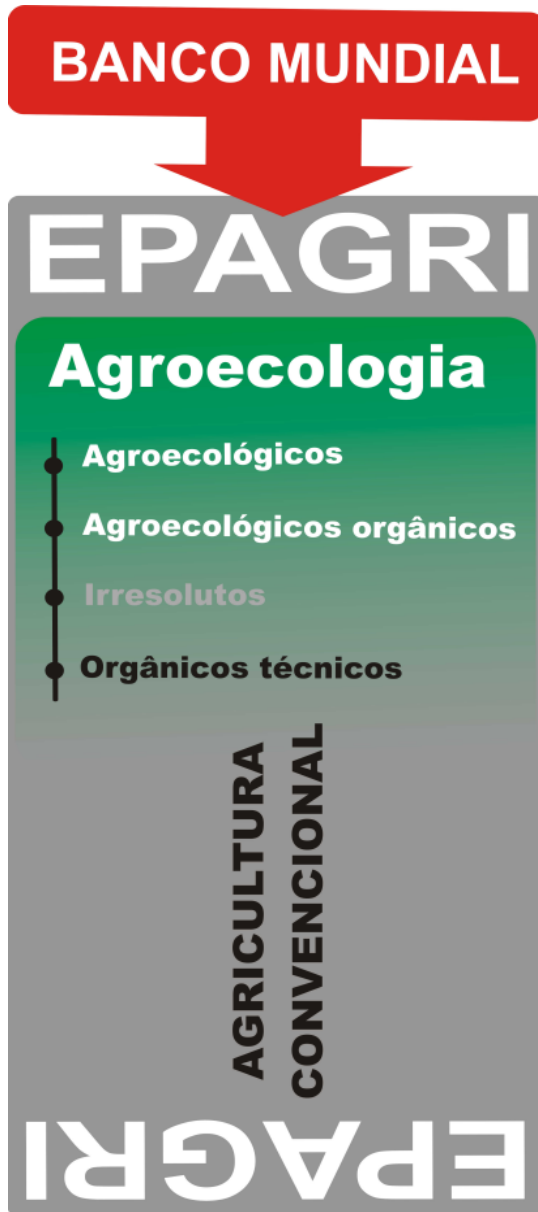 BANCO MUNDIAL
EPAGRI
Agroecologia
Agroecológicos
Agroecológicos orgânicos
Irresolutos
Orgânicos técnicos
AGRICULTURA
CONVENCIONAL
EPAGRI